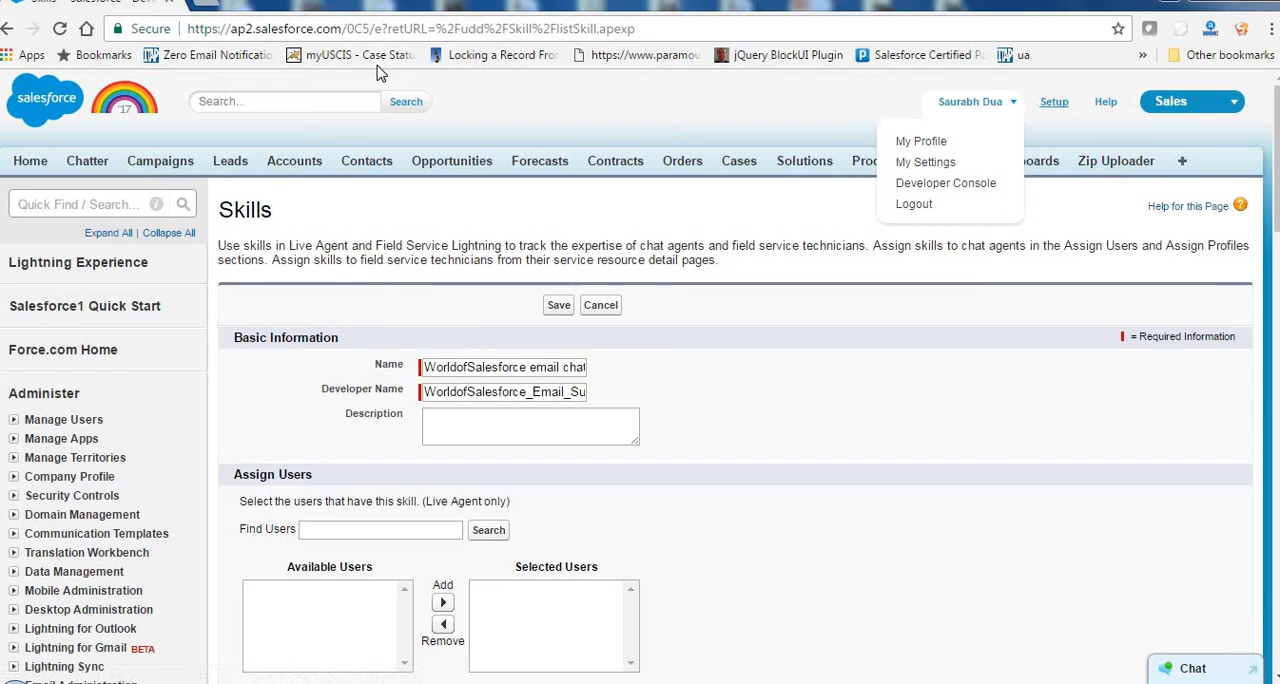 Skills ~ Salesforce - Deve
Secure https://ap2.salesforce.com/0C5/e?retURL=%2Fudd%2FSkill%2FlistSkill.apexp
Apps Bookmarks Zero Email Notificatio myUSCIS - Case Statu Locking a Record Fro https://www.paramou jQuery BlockUI Plugin Salesforce Certified Pa ua » Other bookmarks
salesforce '17 Search... Search Saurabh Dua Setup Help Sales
My Profile
My Settings
Developer Console
Logout
Home Chatter Campaigns Leads Accounts Contacts Opportunities Forecasts Contracts Orders Cases Solutions Proc boards Zip Uploader +
Quick Find / Search... i
Expand All | Collapse All
Lightning Experience
Salesforce1 Quick Start
Force.com Home
Administer
Manage Users
Manage Apps
Manage Territories
Company Profile
Security Controls
Domain Management
Communication Templates
Translation Workbench
Data Management
Mobile Administration
Desktop Administration
Lightning for Outlook
Lightning for Gmail BETA
Lightning Sync
Email Administration
Skills
Help for this Page ?
Use skills in Live Agent and Field Service Lightning to track the expertise of chat agents and field service technicians. Assign skills to chat agents in the Assign Users and Assign Profiles
sections. Assign skills to field service technicians from their service resource detail pages.
Save Cancel
Basic Information = Required Information
Name WorldofSalesforce email chat
Developer Name WorldofSalesforce_Email_Su
Description
Assign Users
Select the users that have this skill. (Live Agent only)
Find Users Search
Available Users Selected Users
Add
Remove
Chat